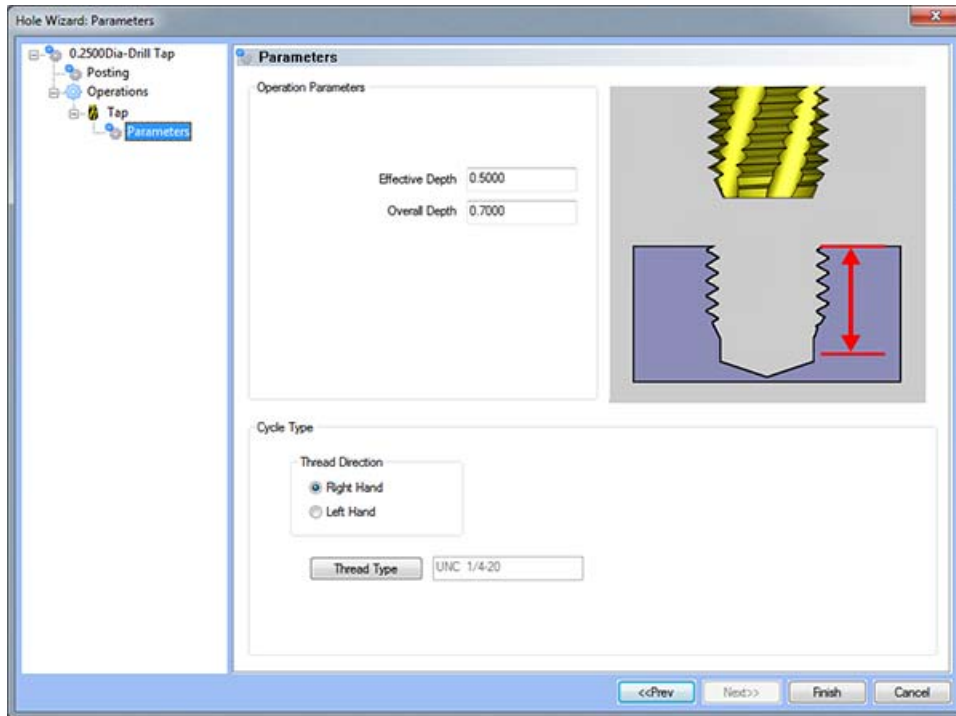 Hole Wizard: Parameters
0.2500Dia-Drill Tap
Posting
Operations
Tap
Parameters
Parameters
Operation Parameters
Effective Depth 0.5000
Overall Depth 0.7000
Cycle Type
Thread Direction
Right Hand
Left Hand
Thread Type UNC 1/4-20
<<Prev Next>> Finish Cancel